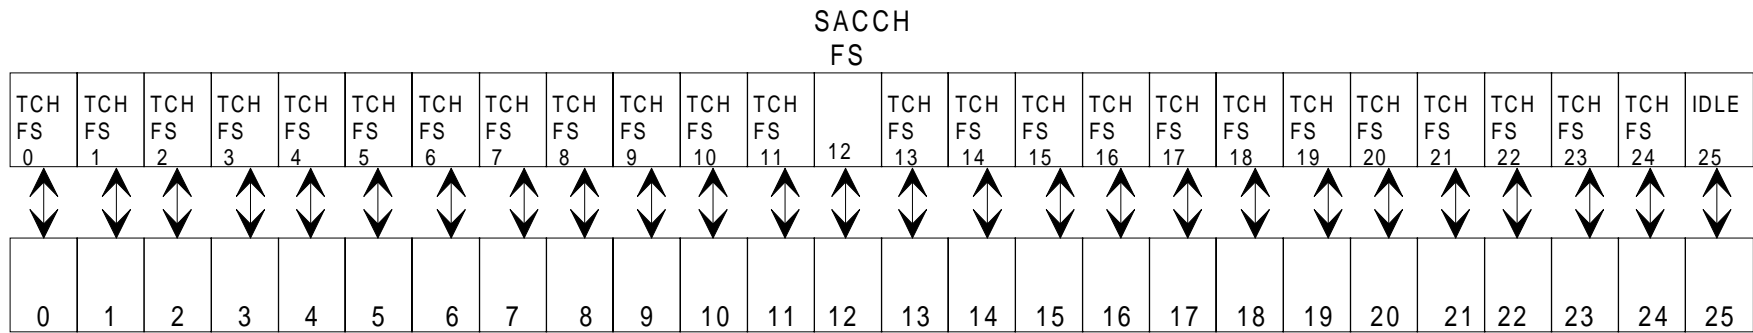 SACCH
FS
TCH TCH TCH TCH TCH TCH TCH TCH TCH TCH TCH TCH TCH TCH TCH TCH TCH TCH TCH TCH TCH TCH TCH TCH IDLE
FS FS FS FS FS FS FS FS FS FS FS FS FS FS FS FS FS FS FS FS FS FS FS FS
0 1 2 3 4 5 6 7 8 9 10 11 12 13 14 15 16 17 18 19 20 21 22 23 24 25
0 1 2 3 4 5 6 7 8 9 10 11 12 13 14 15 16 17 18 19 20 21 22 23 24 25